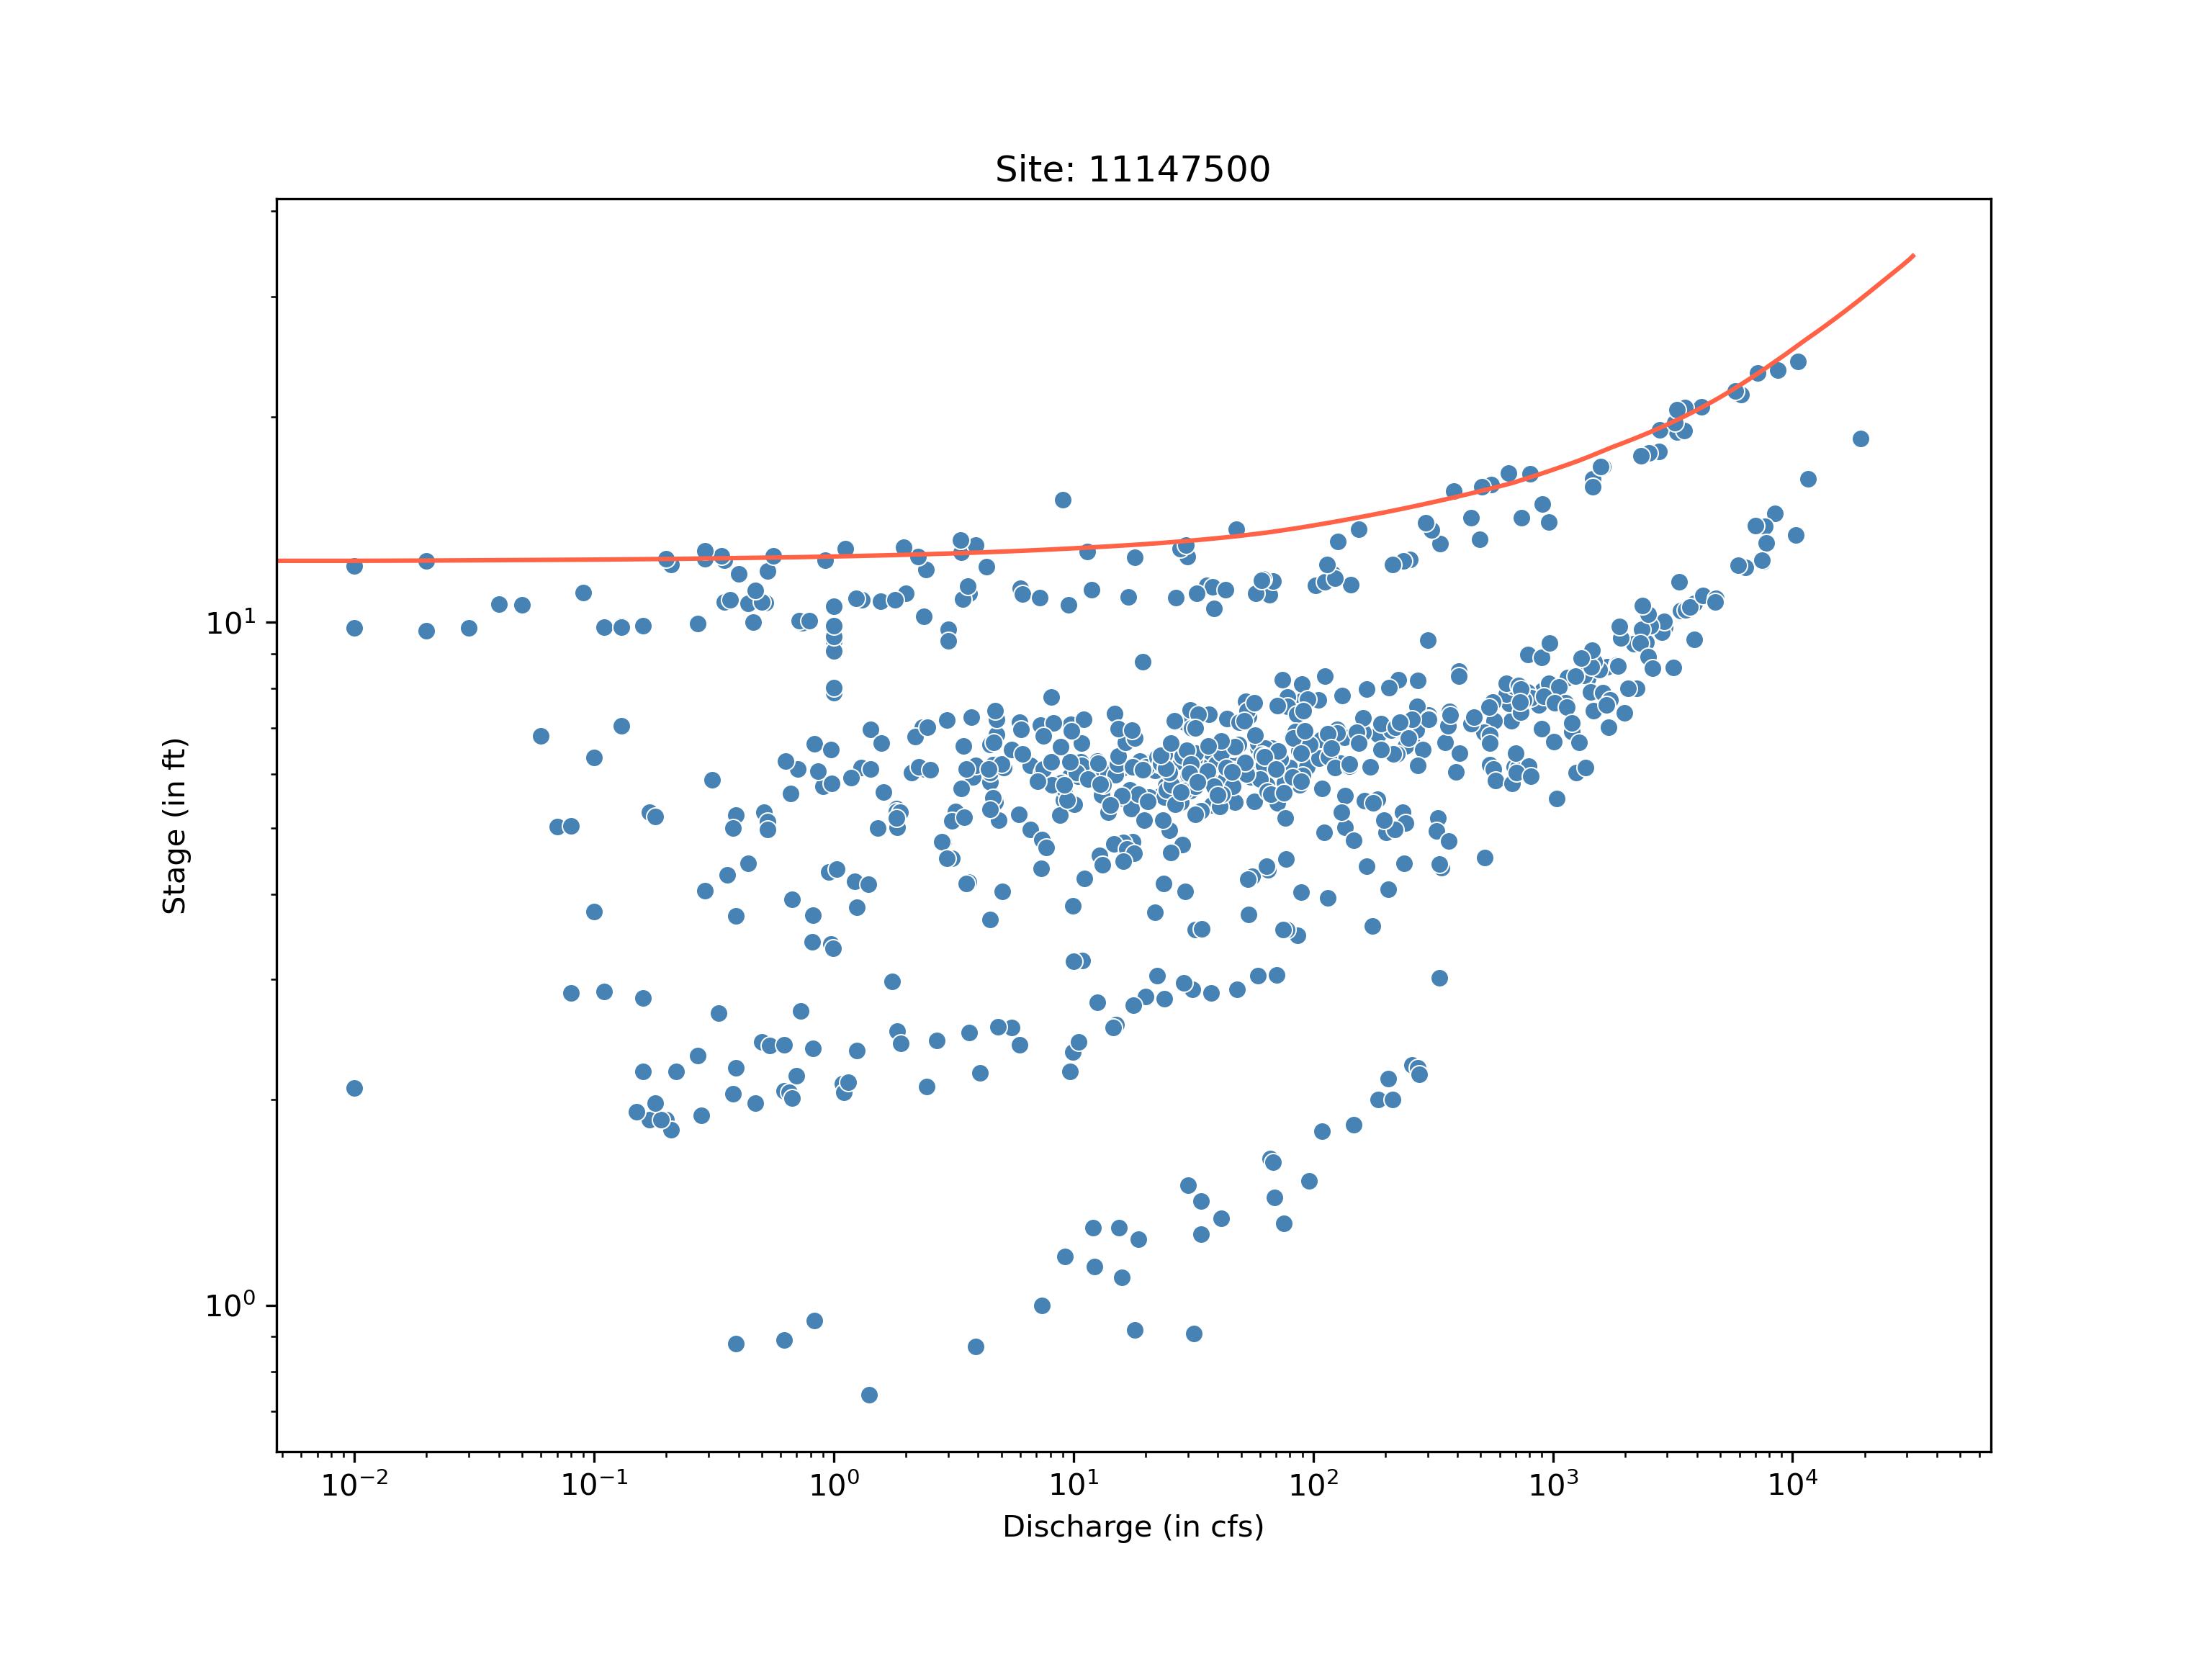 Site: 11147500
Stage (in ft)
10¹
10⁰
10⁻² 10⁻¹ 10⁰ 10¹ 10² 10³ 10⁴
Discharge (in cfs)